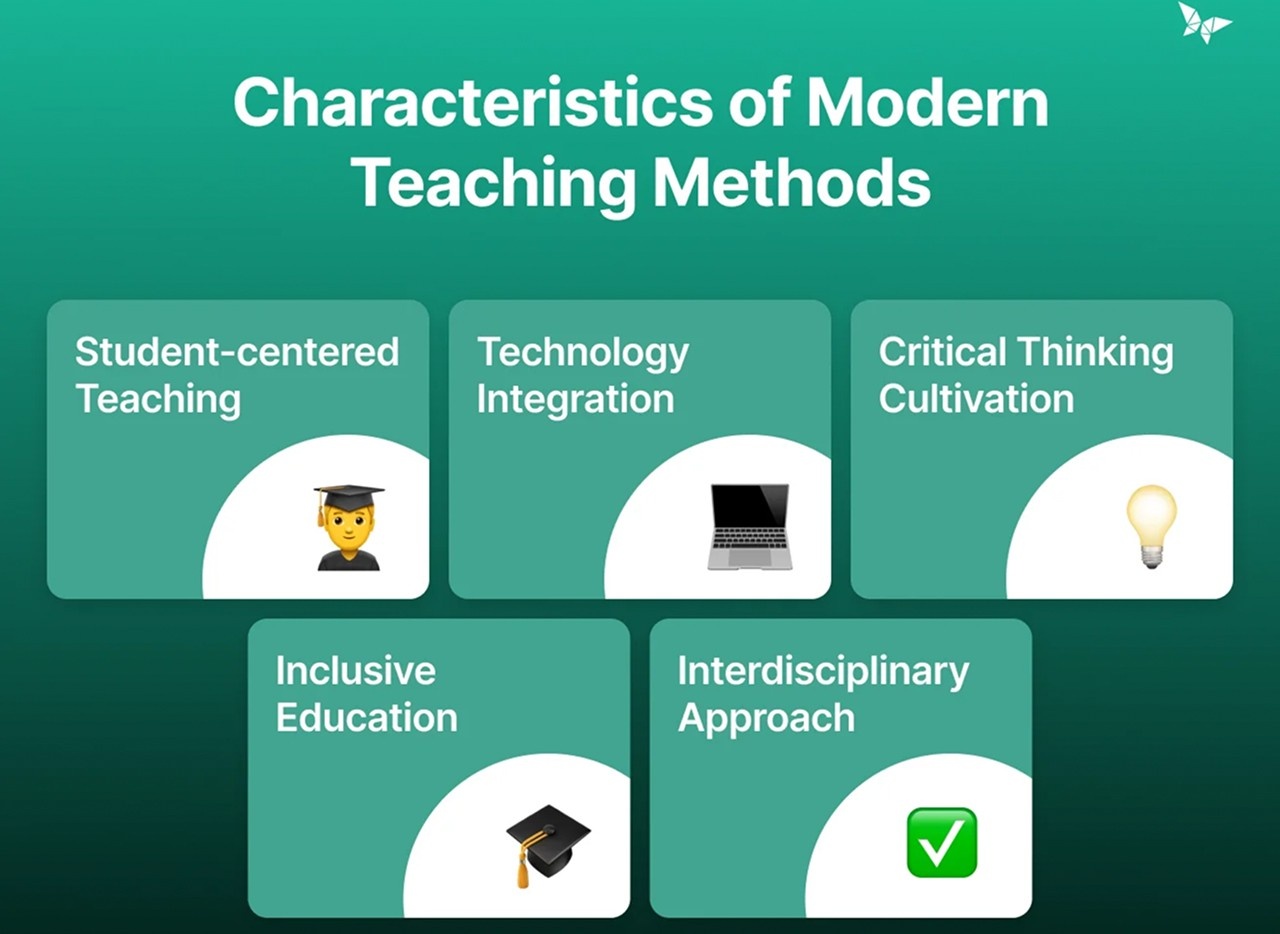 Characteristics of Modern
Teaching Methods
Student-centered
Teaching
Technology
Integration
Critical Thinking
Cultivation
Inclusive
Education
Interdisciplinary
Approach